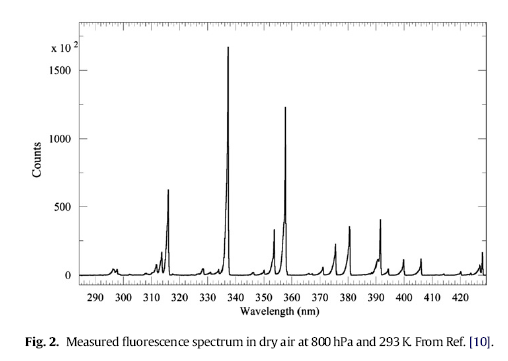 x 10 2
1500
1000
500
0
Counts
290 300 310 320 330 340 350 360 370 380 390 400 410 420
Wavelength (nm)
Fig. 2. Measured fluorescence spectrum in dry air at 800 hPa and 293 K. From Ref. [10].